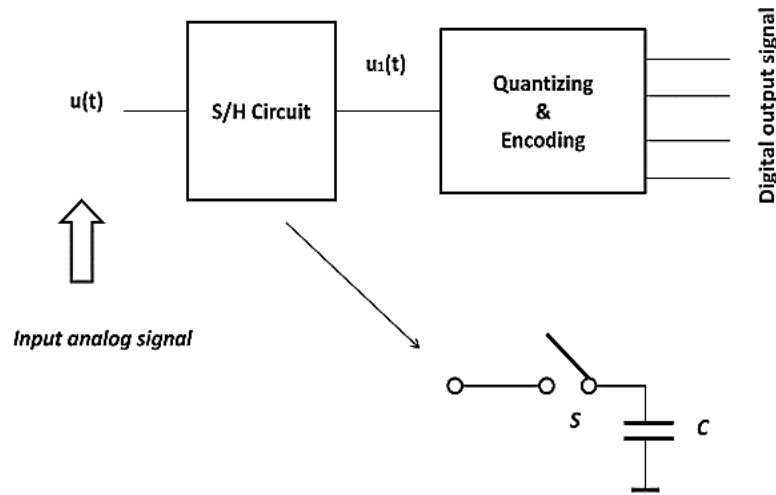 u(t)
S/H Circuit
u₁(t)
Quantizing
&
Encoding
Digital output signal
Input analog signal
S
C